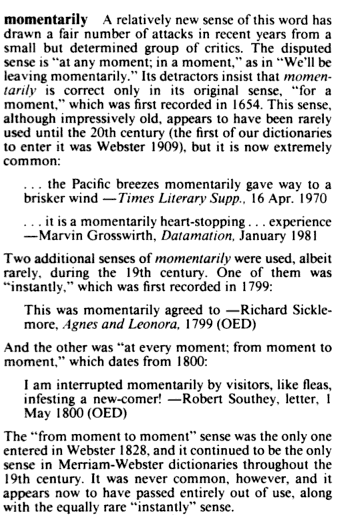 momentarily A relatively new sense of this word has
drawn a fair number of attacks in recent years from a
small but determined group of critics. The disputed
sense is "at any moment; in a moment," as in "We'll be
leaving momentarily." Its detractors insist that momen-
tarily is correct only in its original sense, "for a
moment," which was first recorded in 1654. This sense,
although impressively old, appears to have been rarely
used until the 20th century (the first of our dictionaries
to enter it was Webster 1909), but it is now extremely
common:
. . . the Pacific breezes momentarily gave way to a
brisker wind —Times Literary Supp., 16 Apr. 1970
. . . it is a momentarily heart-stopping . . . experience
—Marvin Grosswirth, Datamation, January 1981
Two additional senses of momentarily were used, albeit
rarely, during the 19th century. One of them was
"instantly," which was first recorded in 1799:
This was momentarily agreed to —Richard Sickle-
more, Agnes and Leonora, 1799 (OED)
And the other was "at every moment; from moment to
moment," which dates from 1800:
I am interrupted momentarily by visitors, like fleas,
infesting a new-comer! —Robert Southey, letter, 1
May 1800 (OED)
The "from moment to moment" sense was the only one
entered in Webster 1828, and it continued to be the only
sense in Merriam-Webster dictionaries throughout the
19th century. It was never common, however, and it
appears now to have passed entirely out of use, along
with the equally rare "instantly" sense.